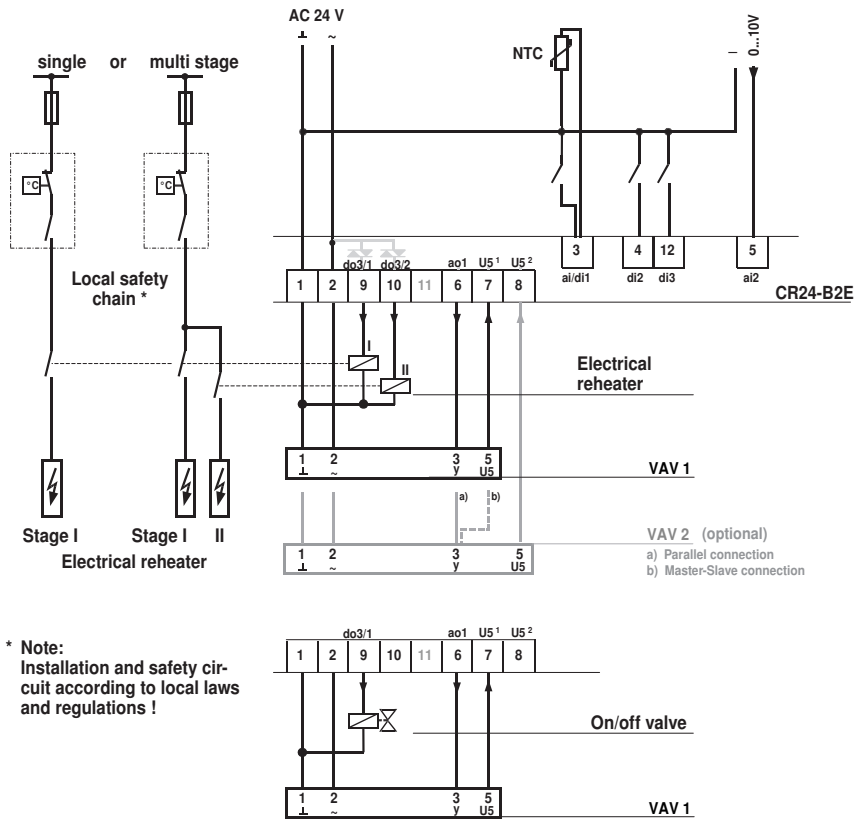 AC 24 V
⊥ ~
single or multi stage
NTC
– 0...10V
°C °C
Local safety
chain *
3 4 12 5
ai/di1 di2 di3 ai2
do3/1 do3/2 ao1 U5 1 U5 2
1 2 9 10 11 6 7 8
CR24-B2E
I
II
Electrical
reheater
1 2 3 5
⊥ ~ y U5
VAV 1
a) b)
Stage I Stage I II
Electrical reheater
VAV 2 (optional)
1 2 3 5
⊥ ~ y U5
a) Parallel connection
b) Master-Slave connection
* Note:
Installation and safety cir-
cuit according to local laws
and regulations !
do3/1 ao1 U5 1 U5 2
1 2 9 10 11 6 7 8
On/off valve
1 2 3 5
⊥ ~ y U5
VAV 1